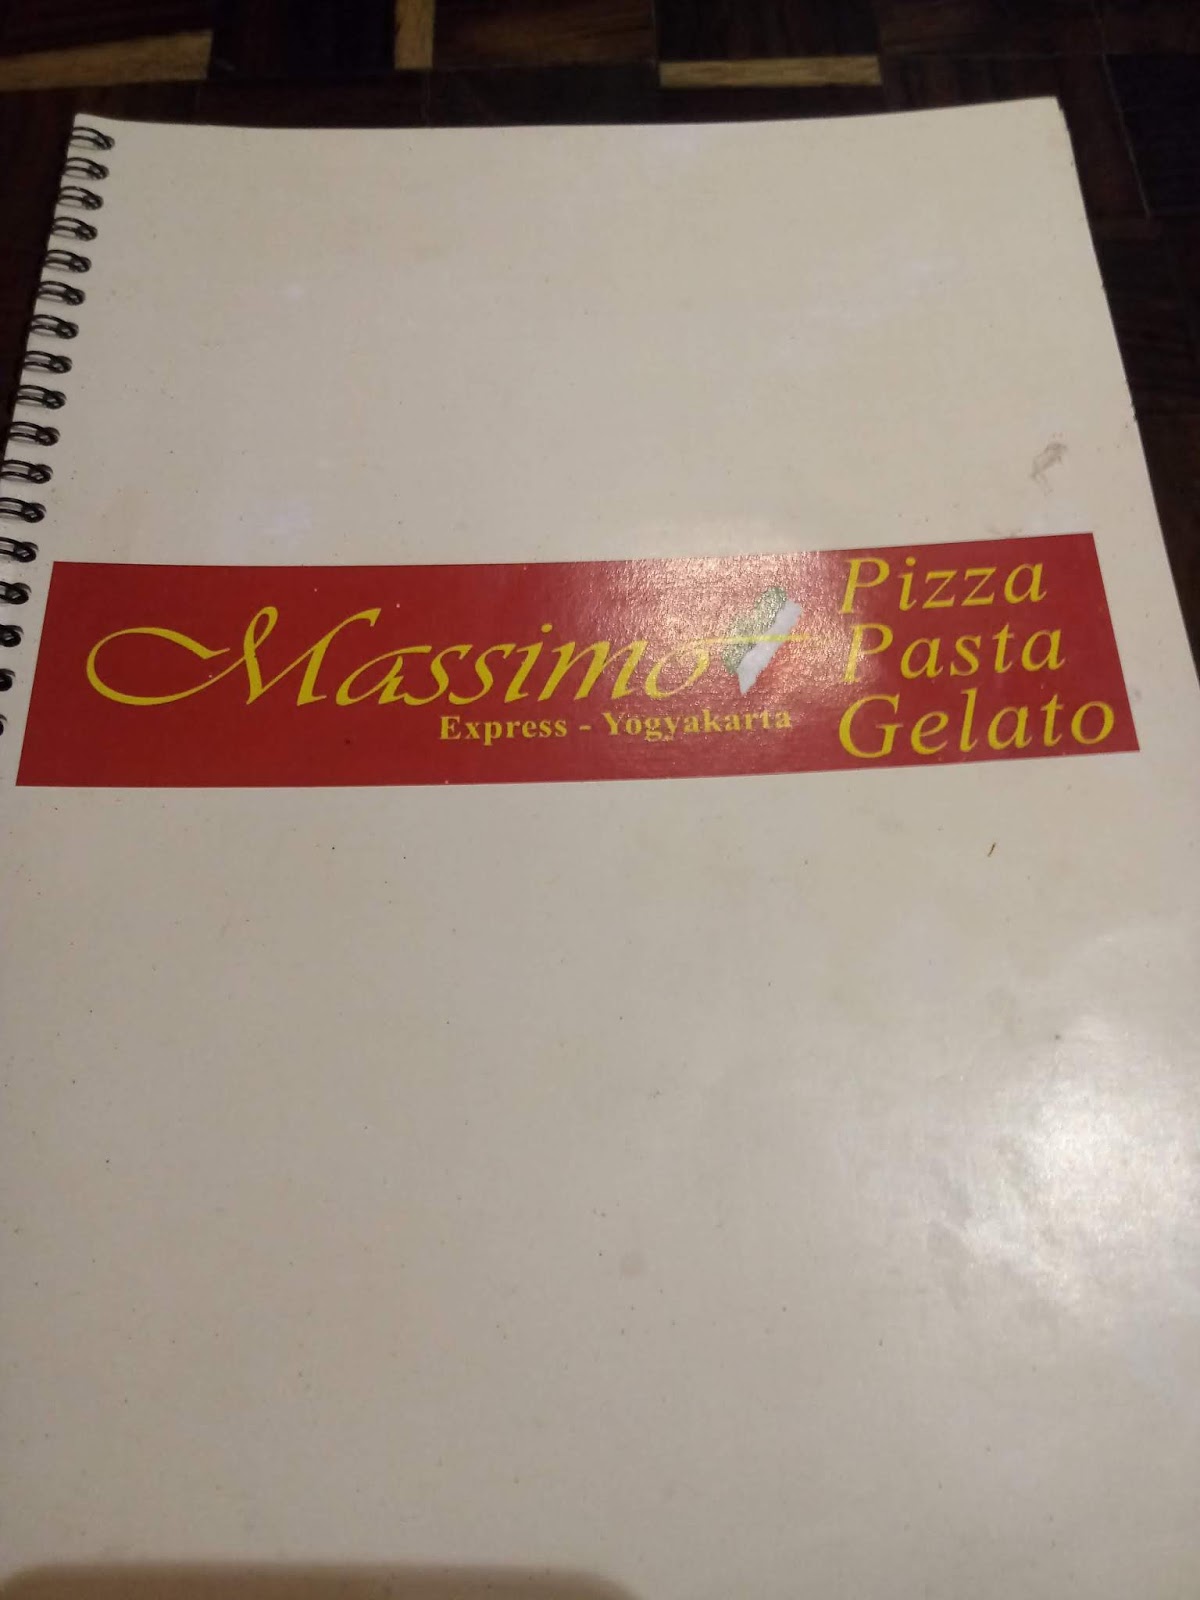 Massimo
Express - Yogyakarta
Pizza
Pasta
Gelato